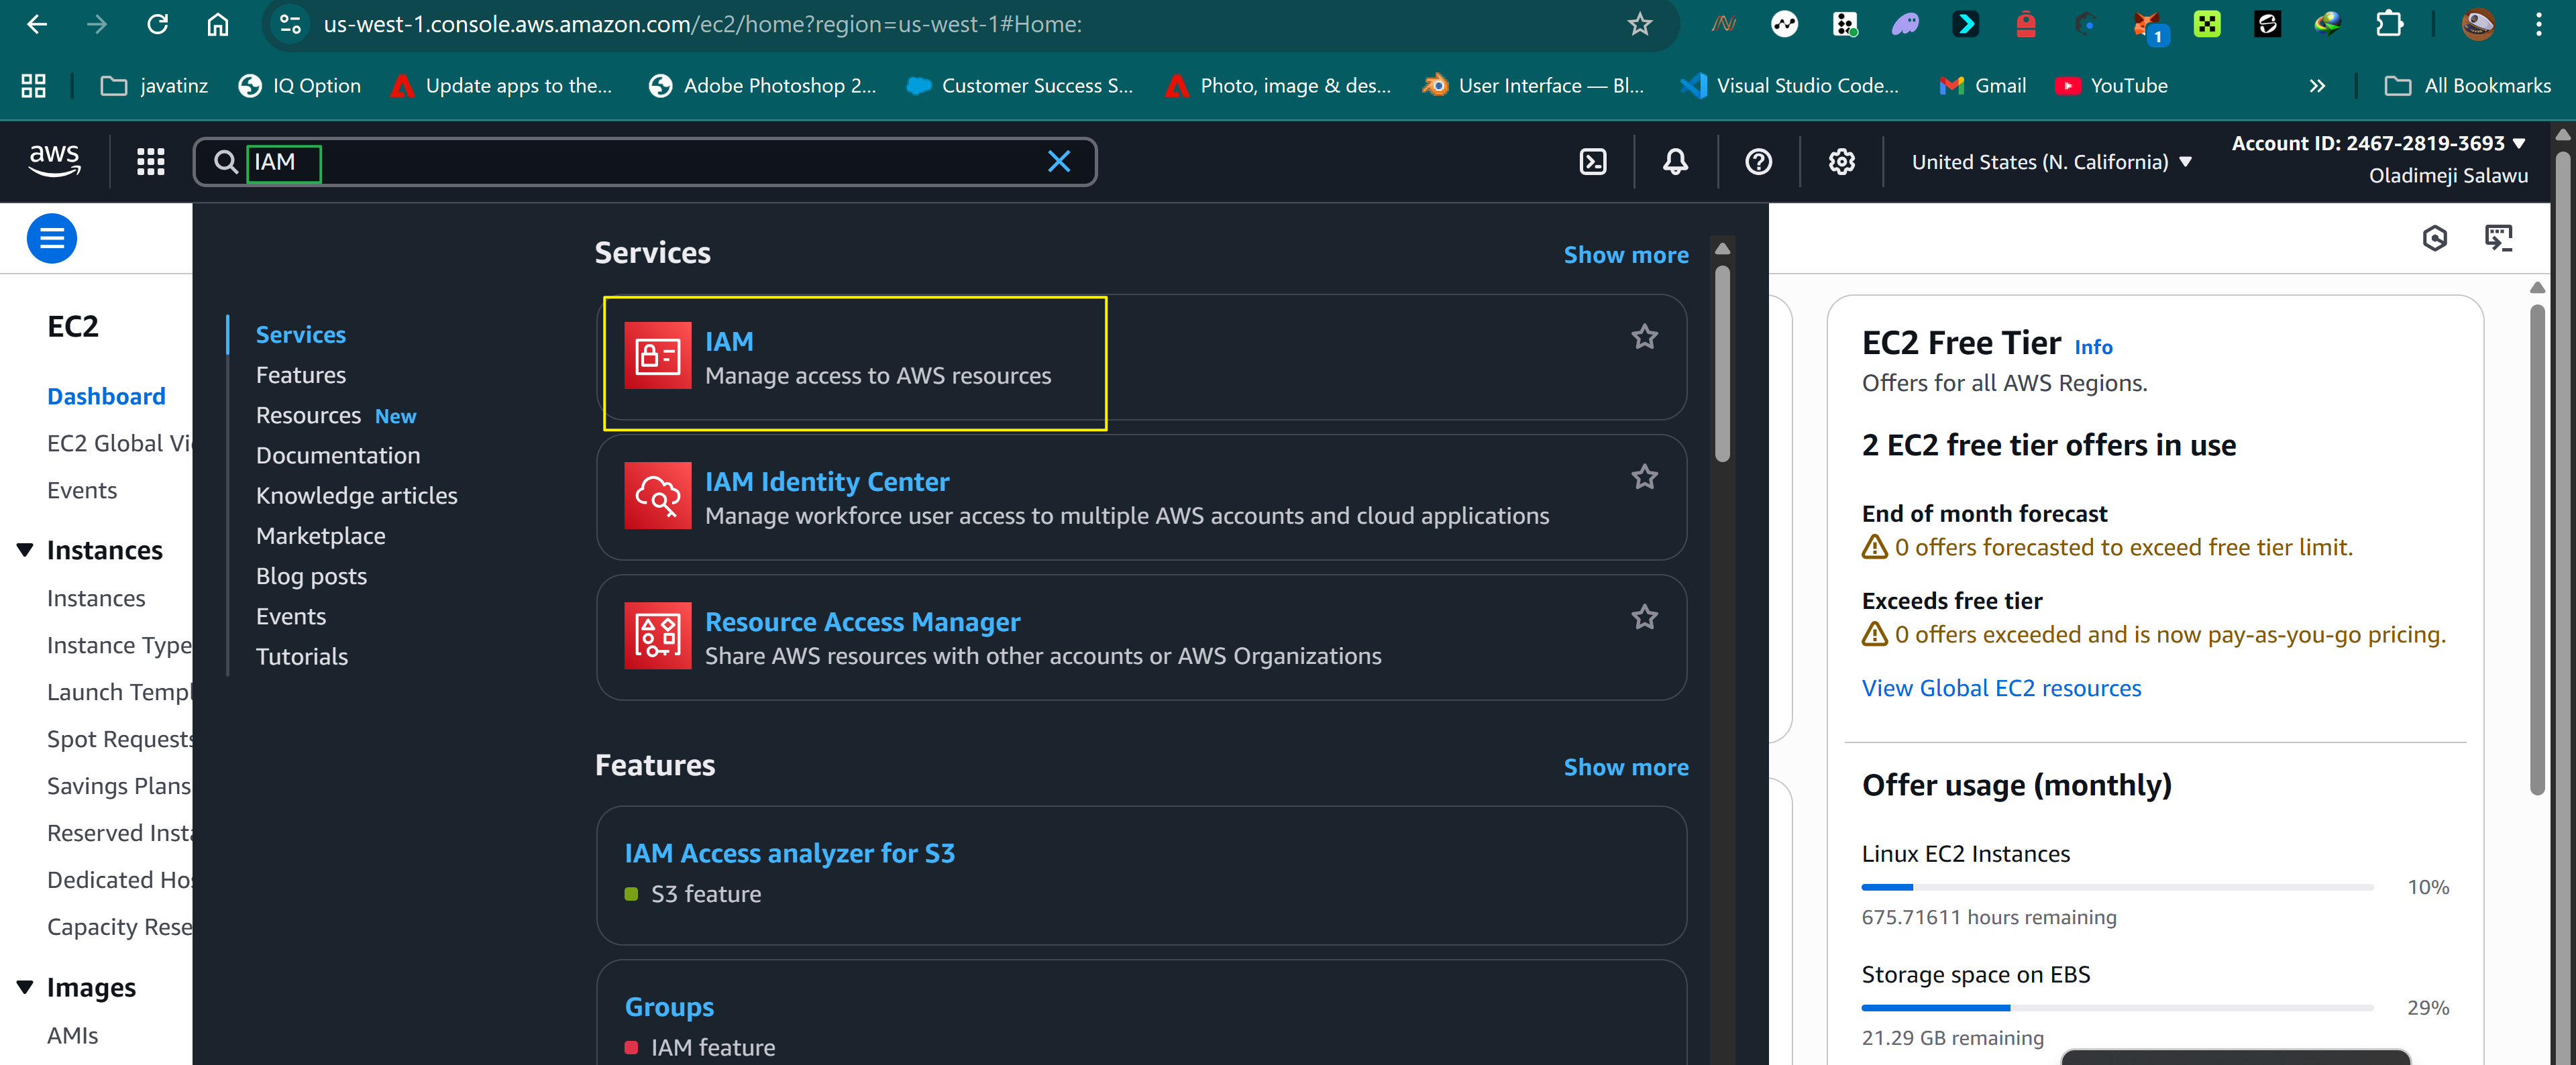 us-west-1.console.aws.amazon.com/ec2/home?region=us-west-1#Home:
1
javatinz
IQ Option
Update apps to the...
Adobe Photoshop 2...
Customer Success S...
Photo, image & des...
User Interface — Bl...
Visual Studio Code...
Gmail
YouTube
All Bookmarks
aws
IAM
United States (N. California)
Account ID: 2467-2819-3693
Oladimeji Salawu
EC2
Dashboard
EC2 Global Vi
Events
Instances
Instances
Instance Type
Launch Templ
Spot Requests
Savings Plans
Reserved Insta
Dedicated Hos
Capacity Rese
Images
AMIs
Services
Features
Resources New
Documentation
Knowledge articles
Marketplace
Blog posts
Events
Tutorials
Services
Show more
IAM
Manage access to AWS resources
IAM Identity Center
Manage workforce user access to multiple AWS accounts and cloud applications
Resource Access Manager
Share AWS resources with other accounts or AWS Organizations
Features
Show more
IAM Access analyzer for S3
S3 feature
Groups
IAM feature
EC2 Free Tier Info
Offers for all AWS Regions.
2 EC2 free tier offers in use
End of month forecast
0 offers forecasted to exceed free tier limit.
Exceeds free tier
0 offers exceeded and is now pay-as-you-go pricing.
View Global EC2 resources
Offer usage (monthly)
Linux EC2 Instances
10%
675.71611 hours remaining
Storage space on EBS
29%
21.29 GB remaining